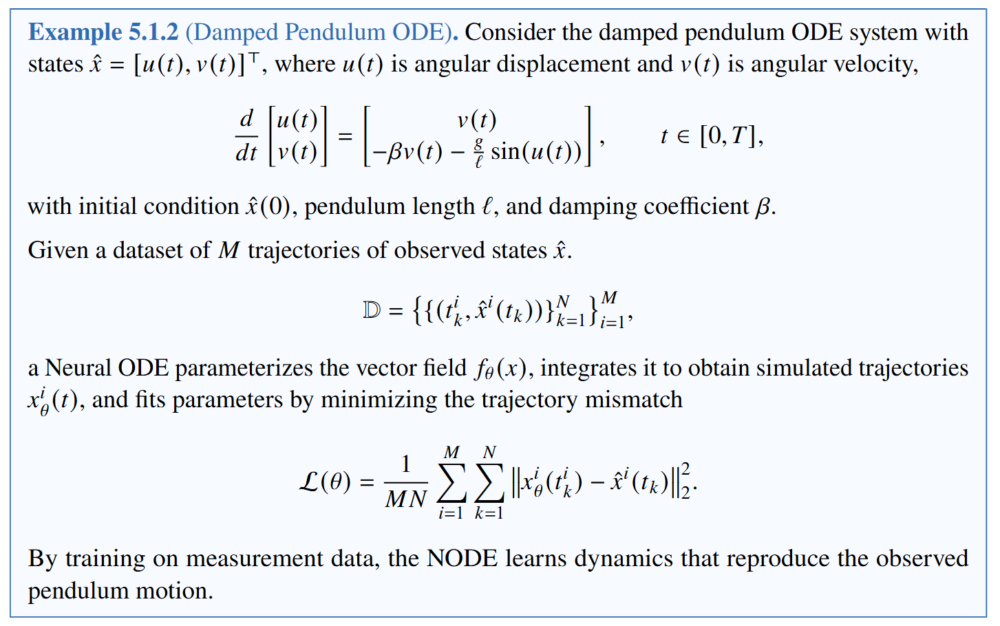 Example 5.1.2 (Damped Pendulum ODE). Consider the damped pendulum ODE system with
states $\hat{x} = [u(t), v(t)]^\top$, where $u(t)$ is angular displacement and $v(t)$ is angular velocity,
$\frac{d}{dt} \begin{bmatrix} u(t) \\ v(t) \end{bmatrix} = \begin{bmatrix} v(t) \\ -\beta v(t) - \frac{g}{\ell} \sin(u(t)) \end{bmatrix}, \qquad t \in [0, T],$
with initial condition $\hat{x}(0)$, pendulum length $\ell$, and damping coefficient $\beta$.
Given a dataset of $M$ trajectories of observed states $\hat{x}$.
$\mathbb{D} = \left\{ \{ (t_k^i, \hat{x}^i(t_k)) \}_{k=1}^N \right\}_{i=1}^M,$
a Neural ODE parameterizes the vector field $f_\theta(x)$, integrates it to obtain simulated trajectories
$x_\theta^i(t)$, and fits parameters by minimizing the trajectory mismatch
$\mathcal{L}(\theta) = \frac{1}{MN} \sum_{i=1}^M \sum_{k=1}^N \left\| x_\theta^i(t_k^i) - \hat{x}^i(t_k) \right\|_2^2.$
By training on measurement data, the NODE learns dynamics that reproduce the observed
pendulum motion.